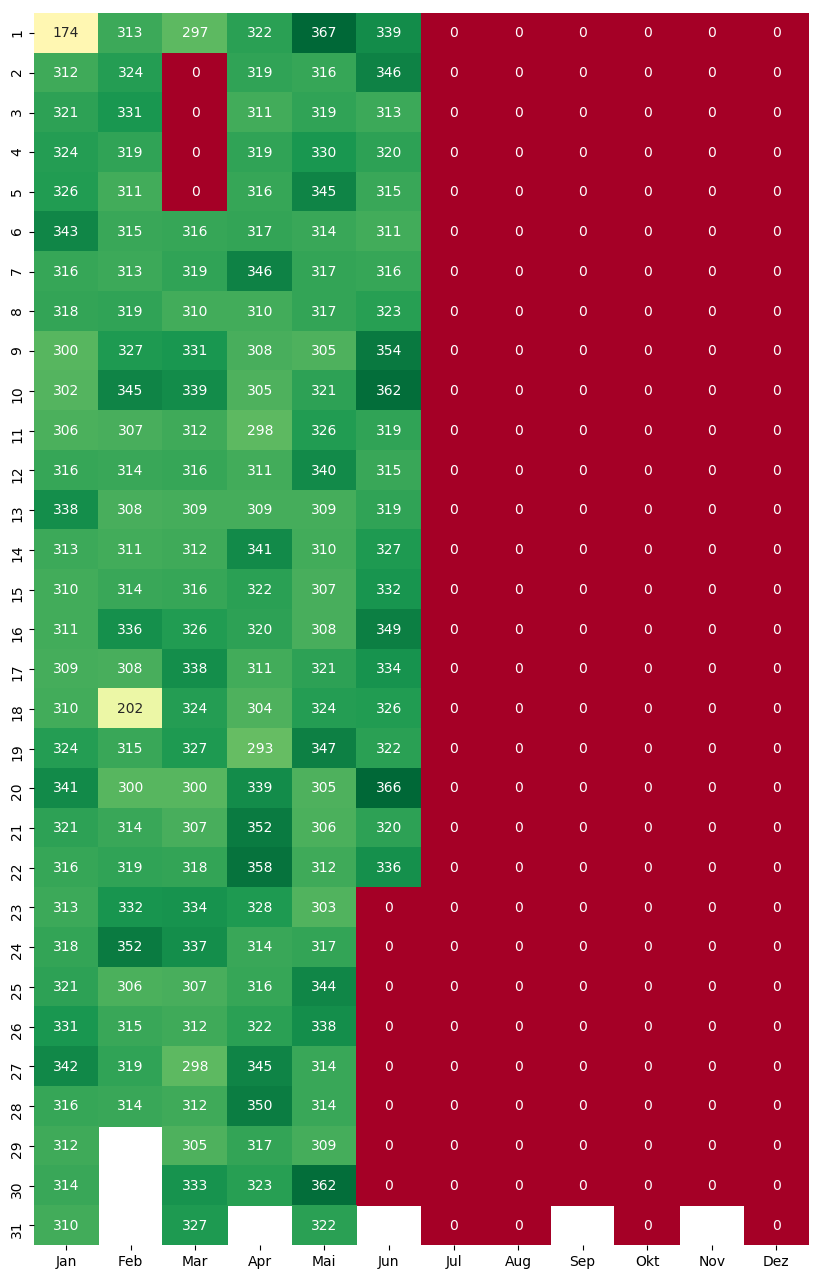 1 174 313 297 322 367 339 0 0 0 0 0 0
2 312 324 0 319 316 346 0 0 0 0 0 0
3 321 331 0 311 319 313 0 0 0 0 0 0
4 324 319 0 319 330 320 0 0 0 0 0 0
5 326 311 0 316 345 315 0 0 0 0 0 0
6 343 315 316 317 314 311 0 0 0 0 0 0
7 316 313 319 346 317 316 0 0 0 0 0 0
8 318 319 310 310 317 323 0 0 0 0 0 0
9 300 327 331 308 305 354 0 0 0 0 0 0
10 302 345 339 305 321 362 0 0 0 0 0 0
11 306 307 312 298 326 319 0 0 0 0 0 0
12 316 314 316 311 340 315 0 0 0 0 0 0
13 338 308 309 309 309 319 0 0 0 0 0 0
14 313 311 312 341 310 327 0 0 0 0 0 0
15 310 314 316 322 307 332 0 0 0 0 0 0
16 311 336 326 320 308 349 0 0 0 0 0 0
17 309 308 338 311 321 334 0 0 0 0 0 0
18 310 202 324 304 324 326 0 0 0 0 0 0
19 324 315 327 293 347 322 0 0 0 0 0 0
20 341 300 300 339 305 366 0 0 0 0 0 0
21 321 314 307 352 306 320 0 0 0 0 0 0
22 316 319 318 358 312 336 0 0 0 0 0 0
23 313 332 334 328 303 0 0 0 0 0 0 0
24 318 352 337 314 317 0 0 0 0 0 0 0
25 321 306 307 316 344 0 0 0 0 0 0 0
26 331 315 312 322 338 0 0 0 0 0 0 0
27 342 319 298 345 314 0 0 0 0 0 0 0
28 316 314 312 350 314 0 0 0 0 0 0 0
29 312 305 317 309 0 0 0 0 0 0 0
30 314 333 323 362 0 0 0 0 0 0 0
31 310 327 322 0 0 0 0
Jan Feb Mar Apr Mai Jun Jul Aug Sep Okt Nov Dez